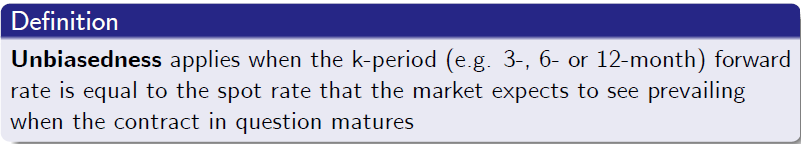 Definition
Unbiasedness applies when the k-period (e.g. 3-, 6- or 12-month) forward
rate is equal to the spot rate that the market expects to see prevailing
when the contract in question matures